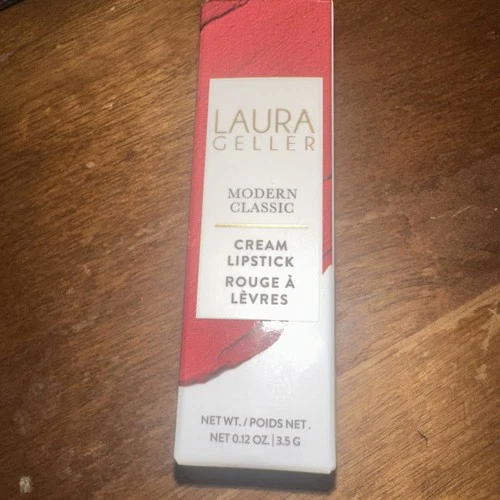 LAURA
GELLER
MODERN
CLASSIC
CREAM
LIPSTICK
ROUGE À
LÈVRES
NET WT. / POIDS NET .
NET 0.12 OZ. | 3.5 G